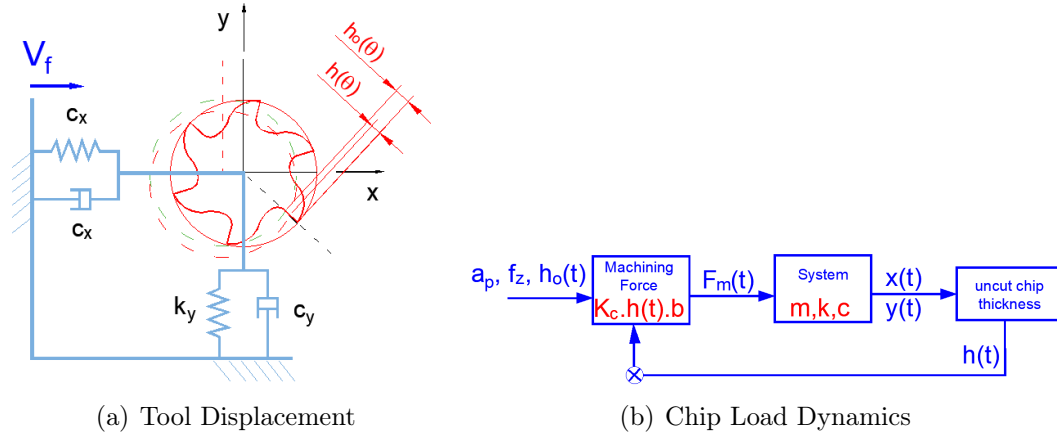 y
V_f
h_o(θ)
h(θ)
c_x
x
c_x
k_y
c_y
(a) Tool Displacement
a_p, f_z, h_o(t)
Machining
Force
K_c.h(t).b
F_m(t)
System
m,k,c
x(t)
y(t)
uncut chip
thickness
h(t)
(b) Chip Load Dynamics